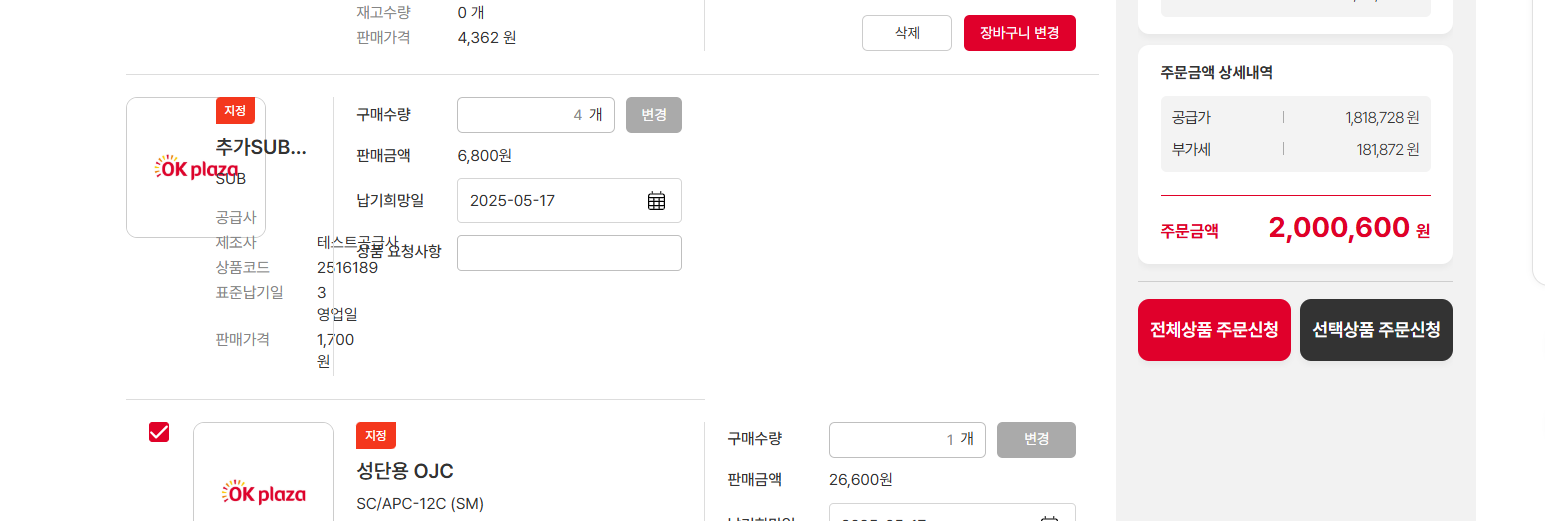 재고수량 0 개
판매가격 4,362 원
삭제 장바구니 변경
지정
추가SUB...
OK plaza
SUB
공급사
제조사 테스트공급사
상품코드 2516189
표준납기일 3
영업일
판매가격 1,700
원
구매수량 4 개 변경
판매금액 6,800원
납기희망일 2025-05-17
상품 요청사항
지정
성단용 OJC
OK plaza
SC/APC-12C (SM)
구매수량 1 개 변경
판매금액 26,600원
주문금액 상세내역
공급가 1,818,728 원
부가세 181,872 원
주문금액 2,000,600 원
전체상품 주문신청 선택상품 주문신청